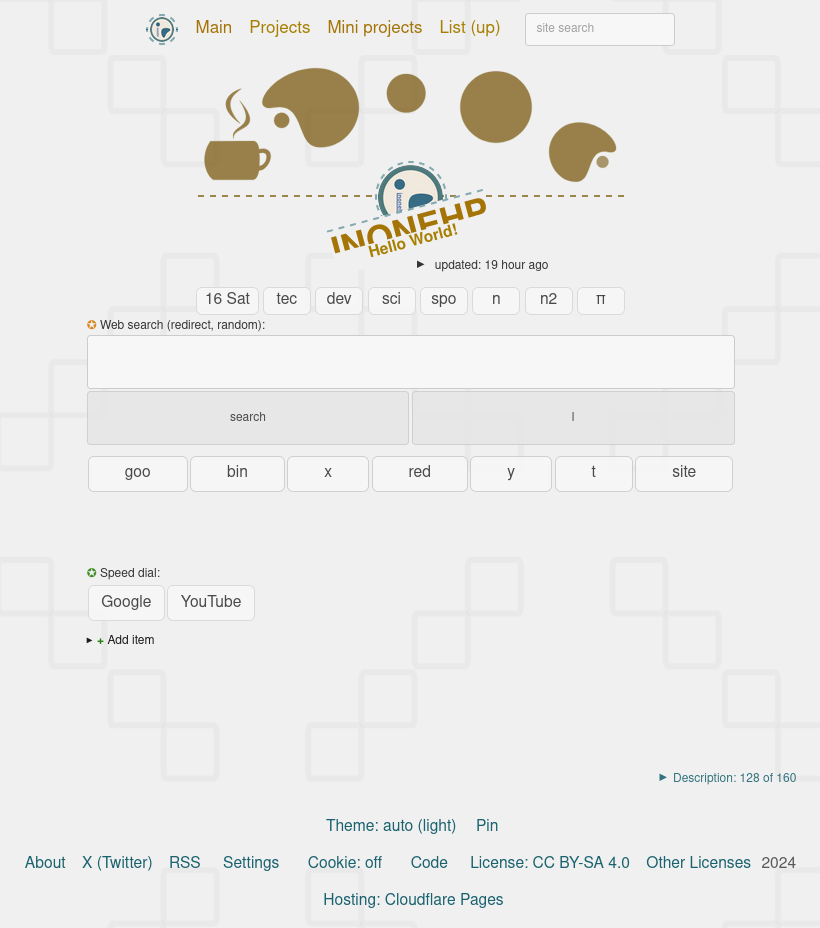 Main Projects Mini projects List (up) site search
Hello World!
updated: 19 hour ago
16 Sat tec dev sci spo n n2 π
Web search (redirect, random):
search l
goo bin x red y t site
Speed dial:
Google YouTube
+ Add item
Description: 128 of 160
Theme: auto (light) Pin
About X (Twitter) RSS Settings Cookie: off Code License: CC BY-SA 4.0 Other Licenses 2024
Hosting: Cloudflare Pages